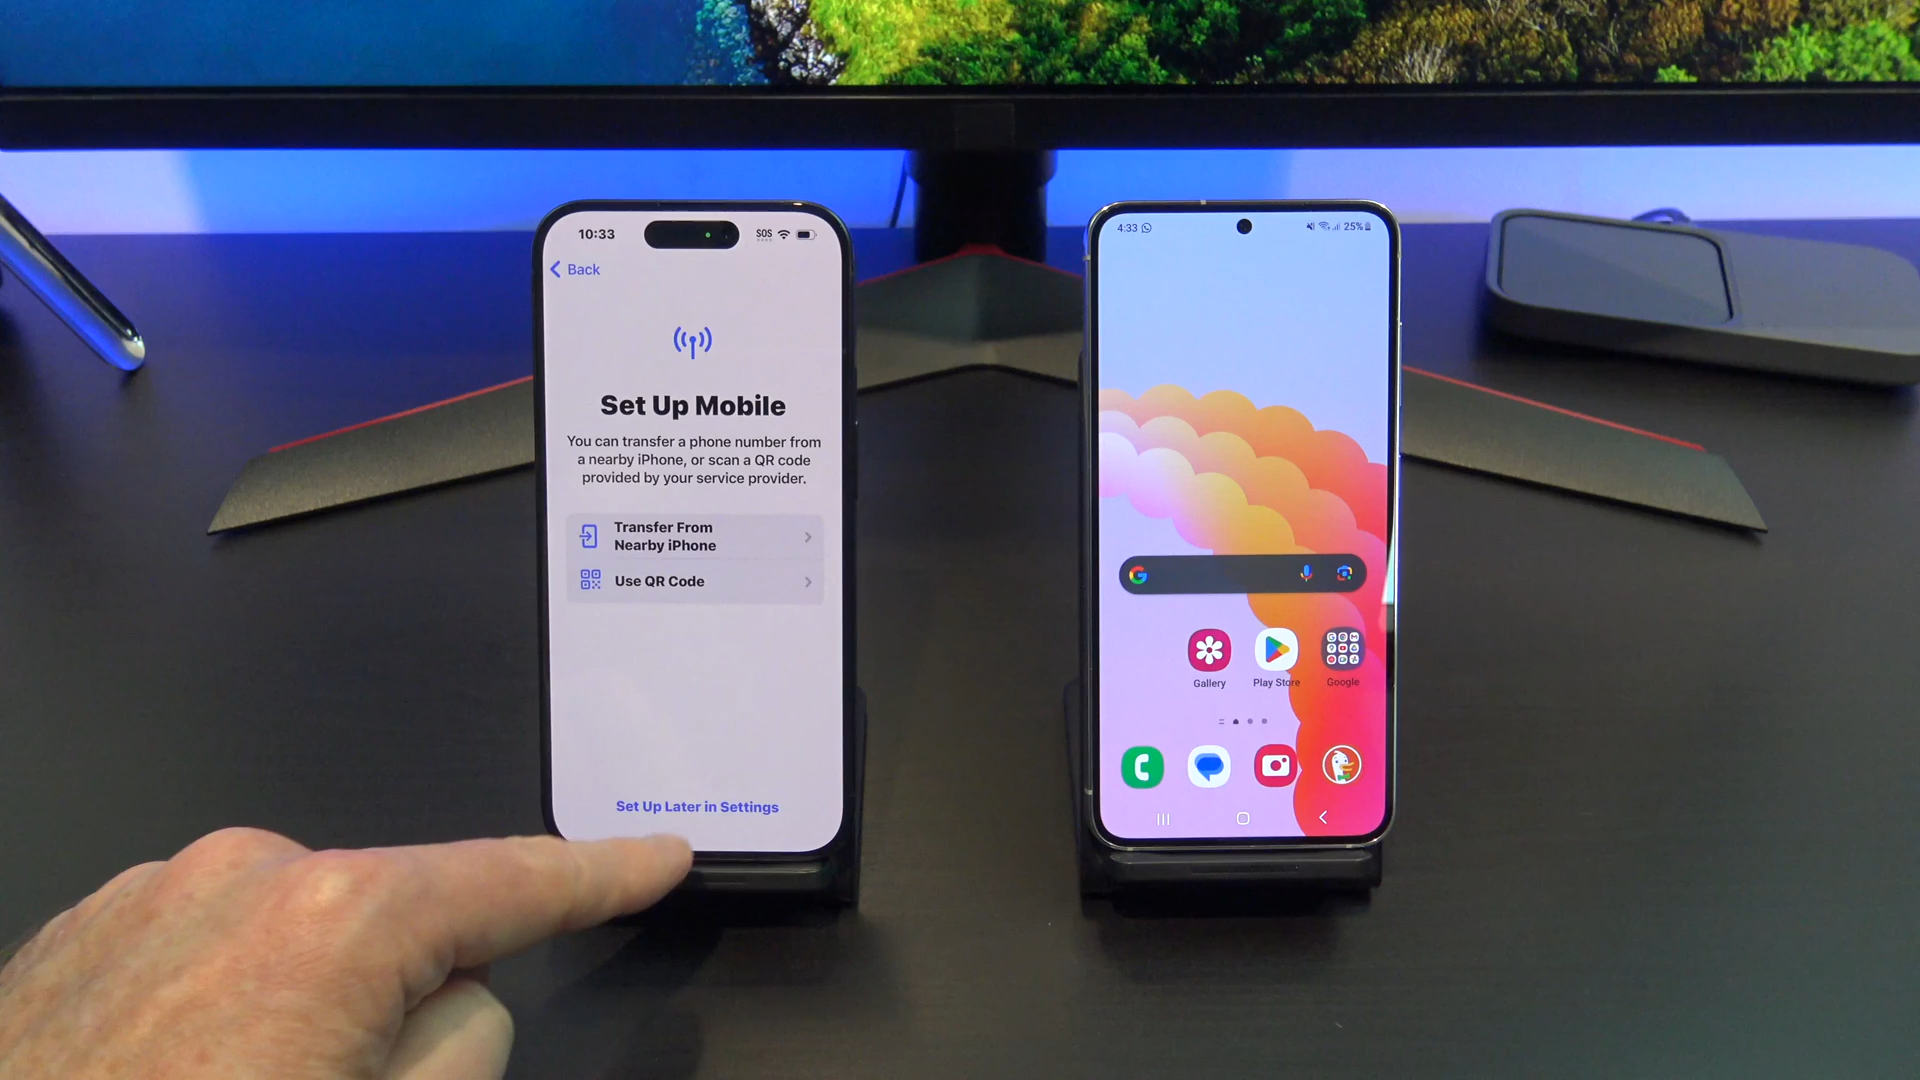 10:33
SOS
Back
Set Up Mobile
You can transfer a phone number from
a nearby iPhone, or scan a QR code
provided by your service provider.
Transfer From
Nearby iPhone
Use QR Code
Set Up Later in Settings
4:33
25%
Gallery
Play Store
Google